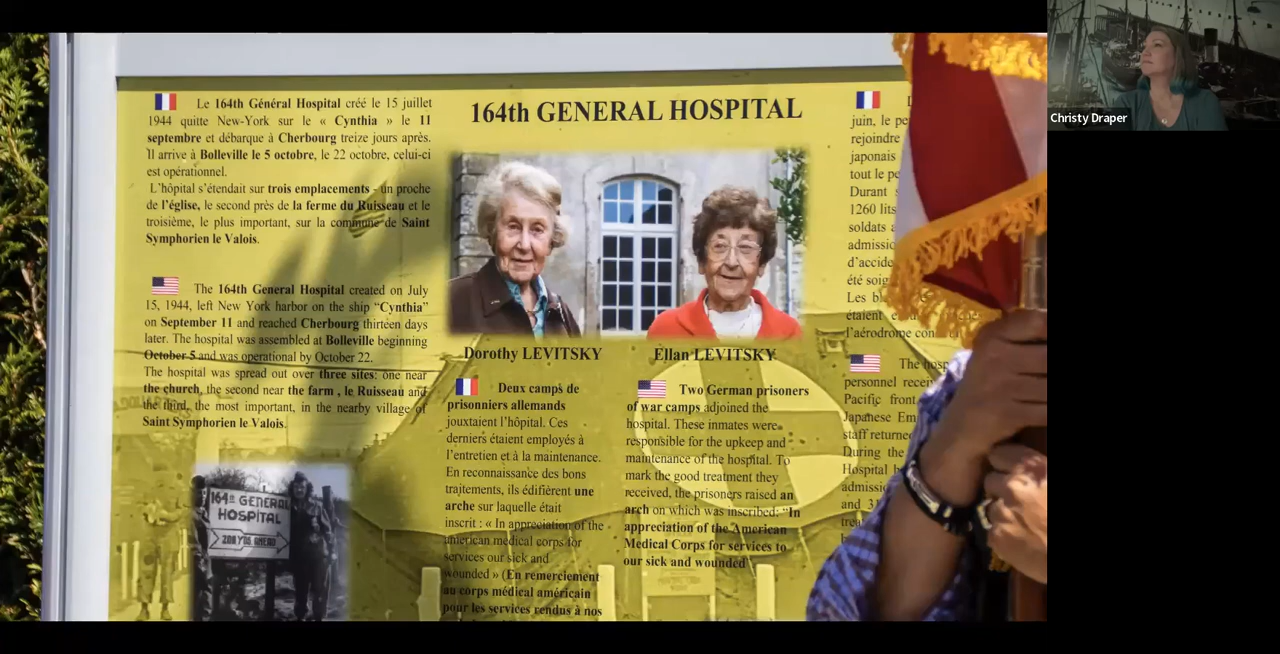 Le 164th Général Hospital créé le 15 juillet
1944 quitte New-York sur le « Cynthia » le 11
septembre et débarque à Cherbourg treize jours après.
Il arrive à Bolleville le 5 octobre, le 22 octobre, celui-ci
est opérationnel.
L'hôpital s'étendait sur trois emplacements - un proche
de l'église, le second près de la ferme du Ruisseau et le
troisième, le plus important, sur la commune de Saint
Symphorien le Valois.
The 164th General Hospital created on July
15, 1944, left New York harbor on the ship “Cynthia”
on September 11 and reached Cherbourg thirteen days
later. The hospital was assembled at Bolleville beginning
October 5 and was operational by October 22.
The hospital was spread out over three sites: one near
the church, the second near the farm , le Ruisseau and
the third, the most important, in the nearby village of
Saint Symphorien le Valois.
164TH GENERAL
HOSPITAL
200 YDS AHEAD
164th GENERAL HOSPITAL
Dorothy LEVITSKY
Ellan LEVITSKY
Deux camps de
prisonniers allemands
jouxtaient l'hôpital. Ces
derniers étaient employés à
l'entretien et à la maintenance.
En reconnaissance des bons
traitements, ils édifièrent une
arche sur laquelle était
inscrit : « In appreciation of the
american medical corps for
services our sick and
wounded » (En remerciement
au corps médical américain
pour les services rendus à nos
Two German prisoners
of war camps adjoined the
hospital. These inmates were
responsible for the upkeep and
maintenance of the hospital. To
mark the good treatment they
received, the prisoners raised an
arch on which was inscribed: “In
appreciation of the American
Medical Corps for services to
our sick and wounded
juin, le
rejoindre
japonais
tout le
Durant
1260 lits
soldats
admission
d'accide
été
Les
étaient
l'aérodrome
The
personnel
Pacific front
Japanese
staff returned
During the
Hospital
admissi
and
Christy Draper